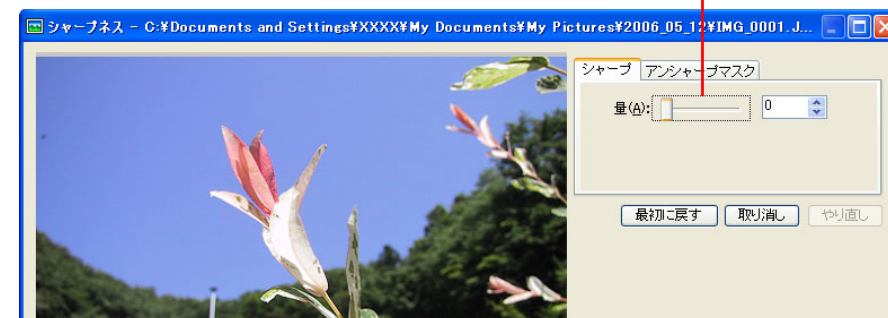 シャープネス - C:¥Documents and Settings¥XXXX¥My Documents¥My Pictures¥2006_05_12¥IMG_0001.J...
シャープ アンシャープマスク
量(A): 0
最初に戻す 取り消し やり直し